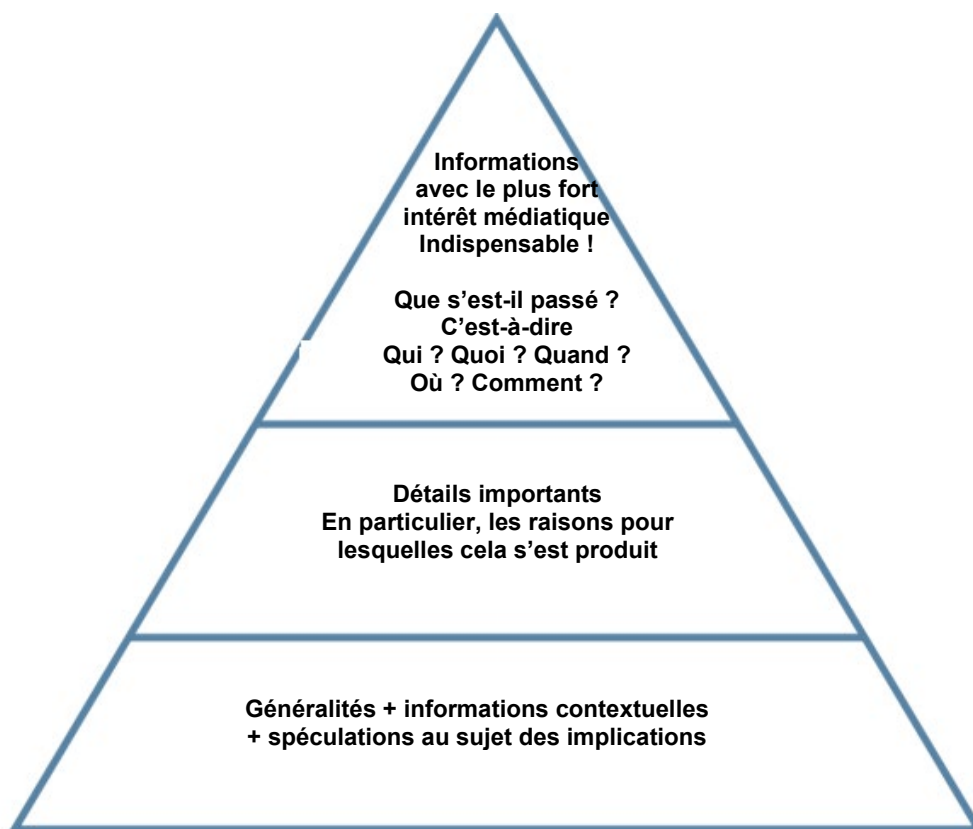 Informations
avec le plus fort
intérêt médiatique
Indispensable !
Que s’est-il passé ?
C’est-à-dire
Qui ? Quoi ? Quand ?
Où ? Comment ?
Détails importants
En particulier, les raisons pour
lesquelles cela s’est produit
Généralités + informations contextuelles
+ spéculations au sujet des implications